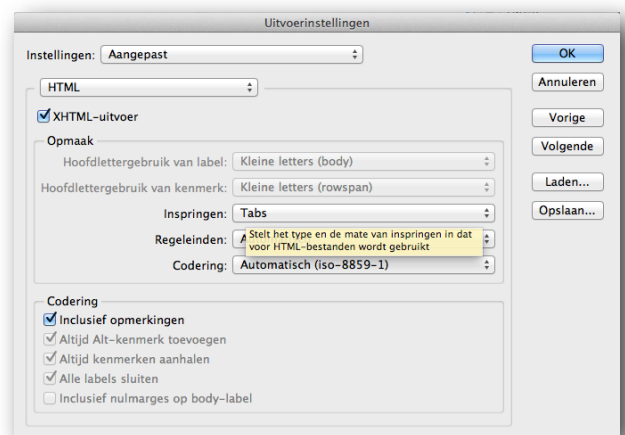 Uitvoerinstellingen
Instellingen: Aangepast
OK
HTML
Annuleren
XHTML-uitvoer
Vorige
Opmaak
Volgende
Hoofdlettergebruik van label: Kleine letters (body)
Hoofdlettergebruik van kenmerk: Kleine letters (rowspan)
Laden...
Inspringen: Tabs
Opslaan...
Stelt het type en de mate van inspringen in dat
Regeleinden: A
voor HTML-bestanden wordt gebruikt
Codering: Automatisch (iso-8859-1)
Codering
Inclusief opmerkingen
Altijd Alt-kenmerk toevoegen
Altijd kenmerken aanhalen
Alle labels sluiten
Inclusief nulmarges op body-label